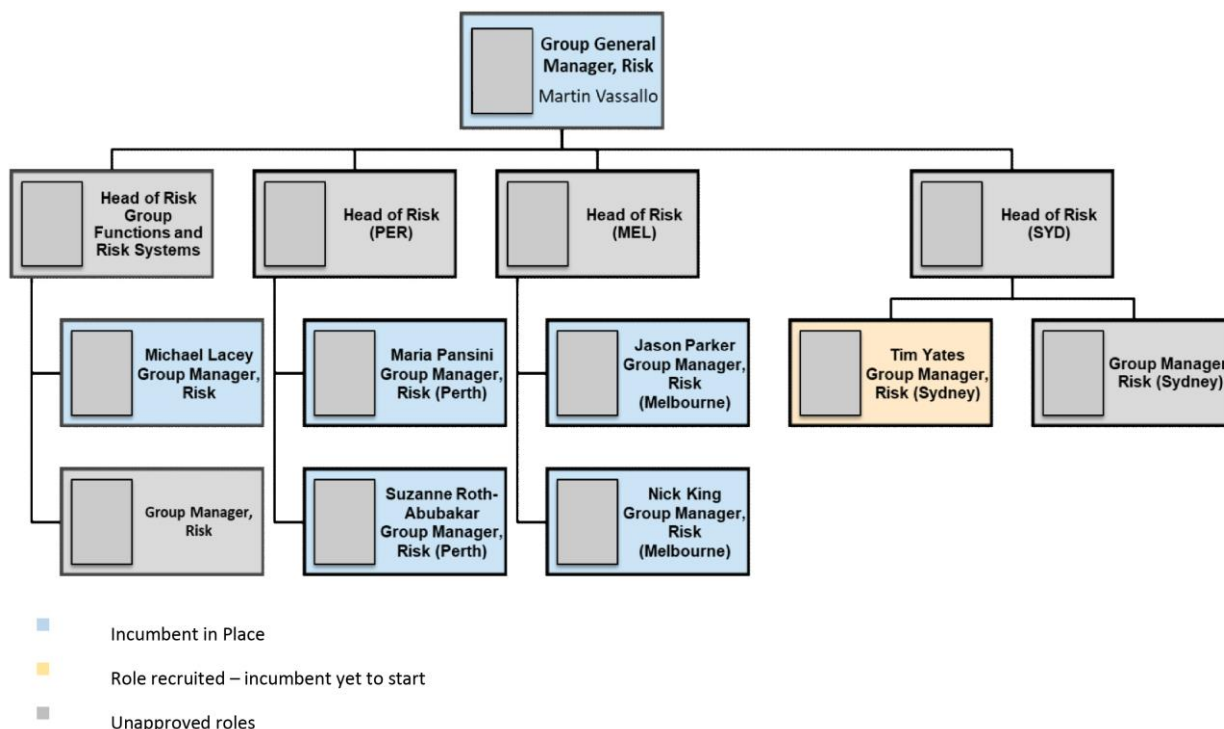 Group General
Manager, Risk
Martin Vassallo
Head of Risk
Group
Functions and
Risk Systems
Head of Risk
(PER)
Head of Risk
(MEL)
Head of Risk
(SYD)
Michael Lacey
Group Manager,
Risk
Maria Pansini
Group Manager,
Risk (Perth)
Jason Parker
Group Manager,
Risk
(Melbourne)
Tim Yates
Group Manager,
Risk (Sydney)
Group Manager,
Risk (Sydney)
Group Manager,
Risk
Suzanne Roth-
Abubakar
Group Manager,
Risk (Perth)
Nick King
Group Manager,
Risk
(Melbourne)
Incumbent in Place
Role recruited – incumbent yet to start
Unapproved roles